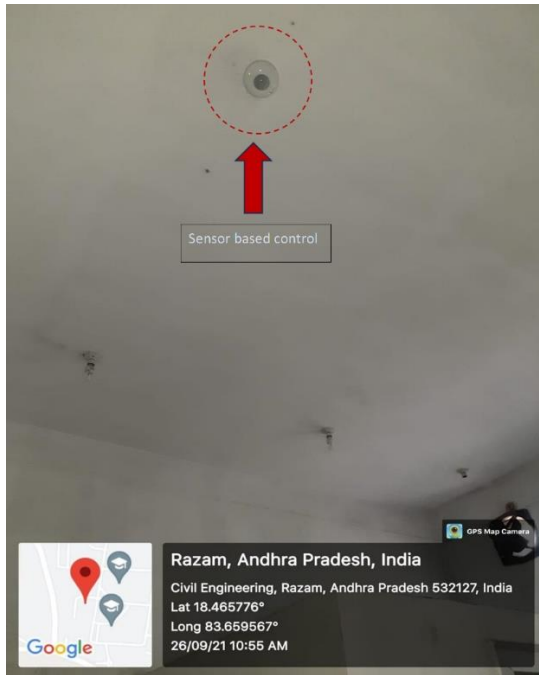 Sensor based control
GPS Map Camera
Razam, Andhra Pradesh, India
Civil Engineering, Razam, Andhra Pradesh 532127, India
Lat 18.465776°
Long 83.659567°
26/09/21 10:55 AM
Google